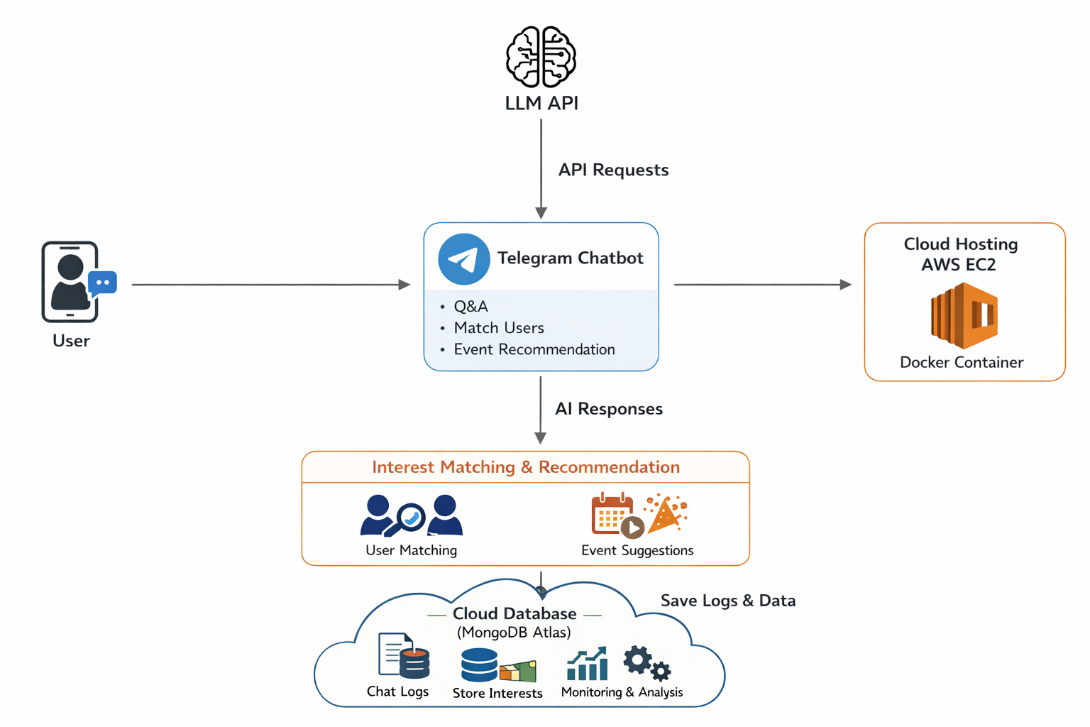 LLM API
API Requests
User
Telegram Chatbot
• Q&A
• Match Users
• Event Recommendation
Cloud Hosting
AWS EC2
Docker Container
AI Responses
Interest Matching & Recommendation
User Matching
Event Suggestions
Save Logs & Data
Cloud Database
(MongoDB Atlas)
Chat Logs
Store Interests
Monitoring & Analysis